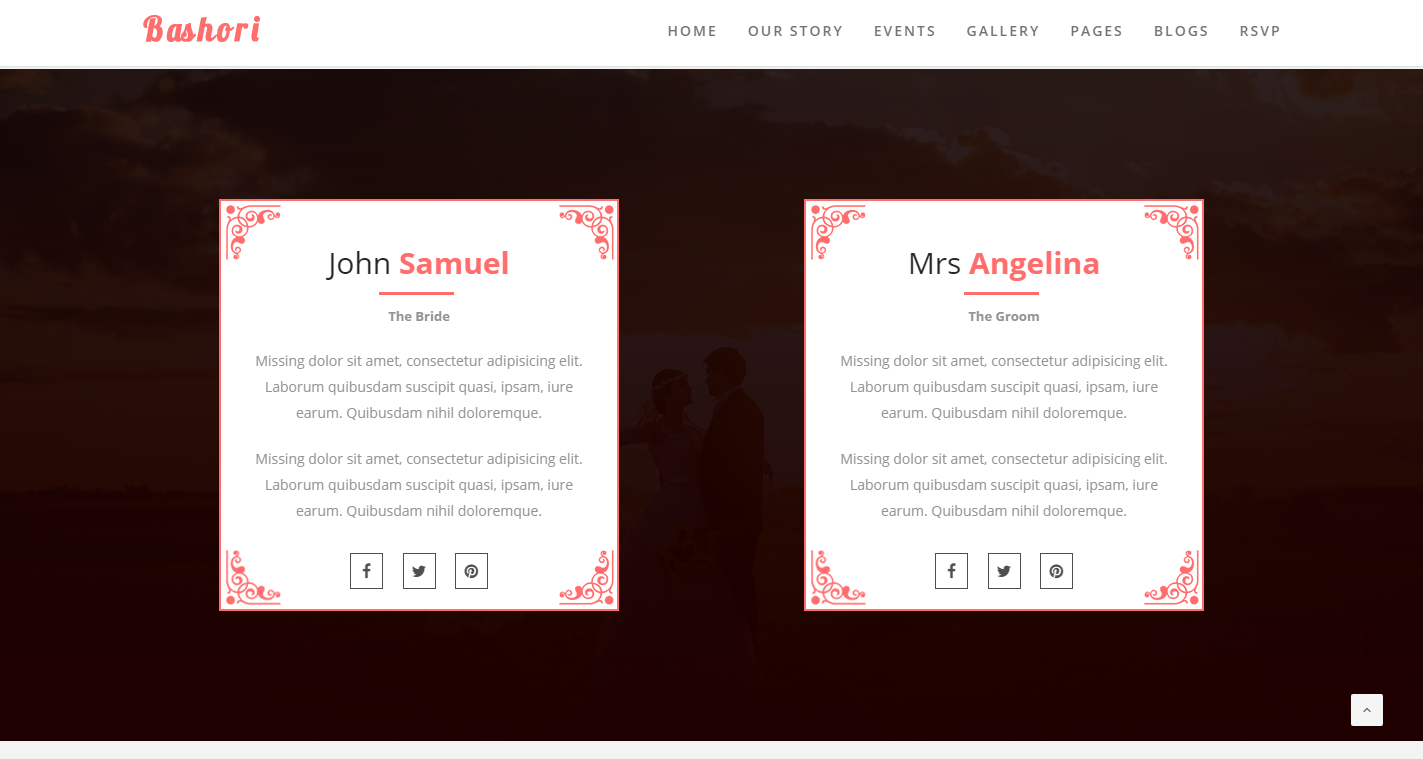 Bashori
HOME OUR STORY EVENTS GALLERY PAGES BLOGS RSVP
John Samuel
The Bride
Missing dolor sit amet, consectetur adipisicing elit.
Laborum quibusdam suscipit quasi, ipsam, iure
earum. Quibusdam nihil doloremque.
Missing dolor sit amet, consectetur adipisicing elit.
Laborum quibusdam suscipit quasi, ipsam, iure
earum. Quibusdam nihil doloremque.
Mrs Angelina
The Groom
Missing dolor sit amet, consectetur adipisicing elit.
Laborum quibusdam suscipit quasi, ipsam, iure
earum. Quibusdam nihil doloremque.
Missing dolor sit amet, consectetur adipisicing elit.
Laborum quibusdam suscipit quasi, ipsam, iure
earum. Quibusdam nihil doloremque.